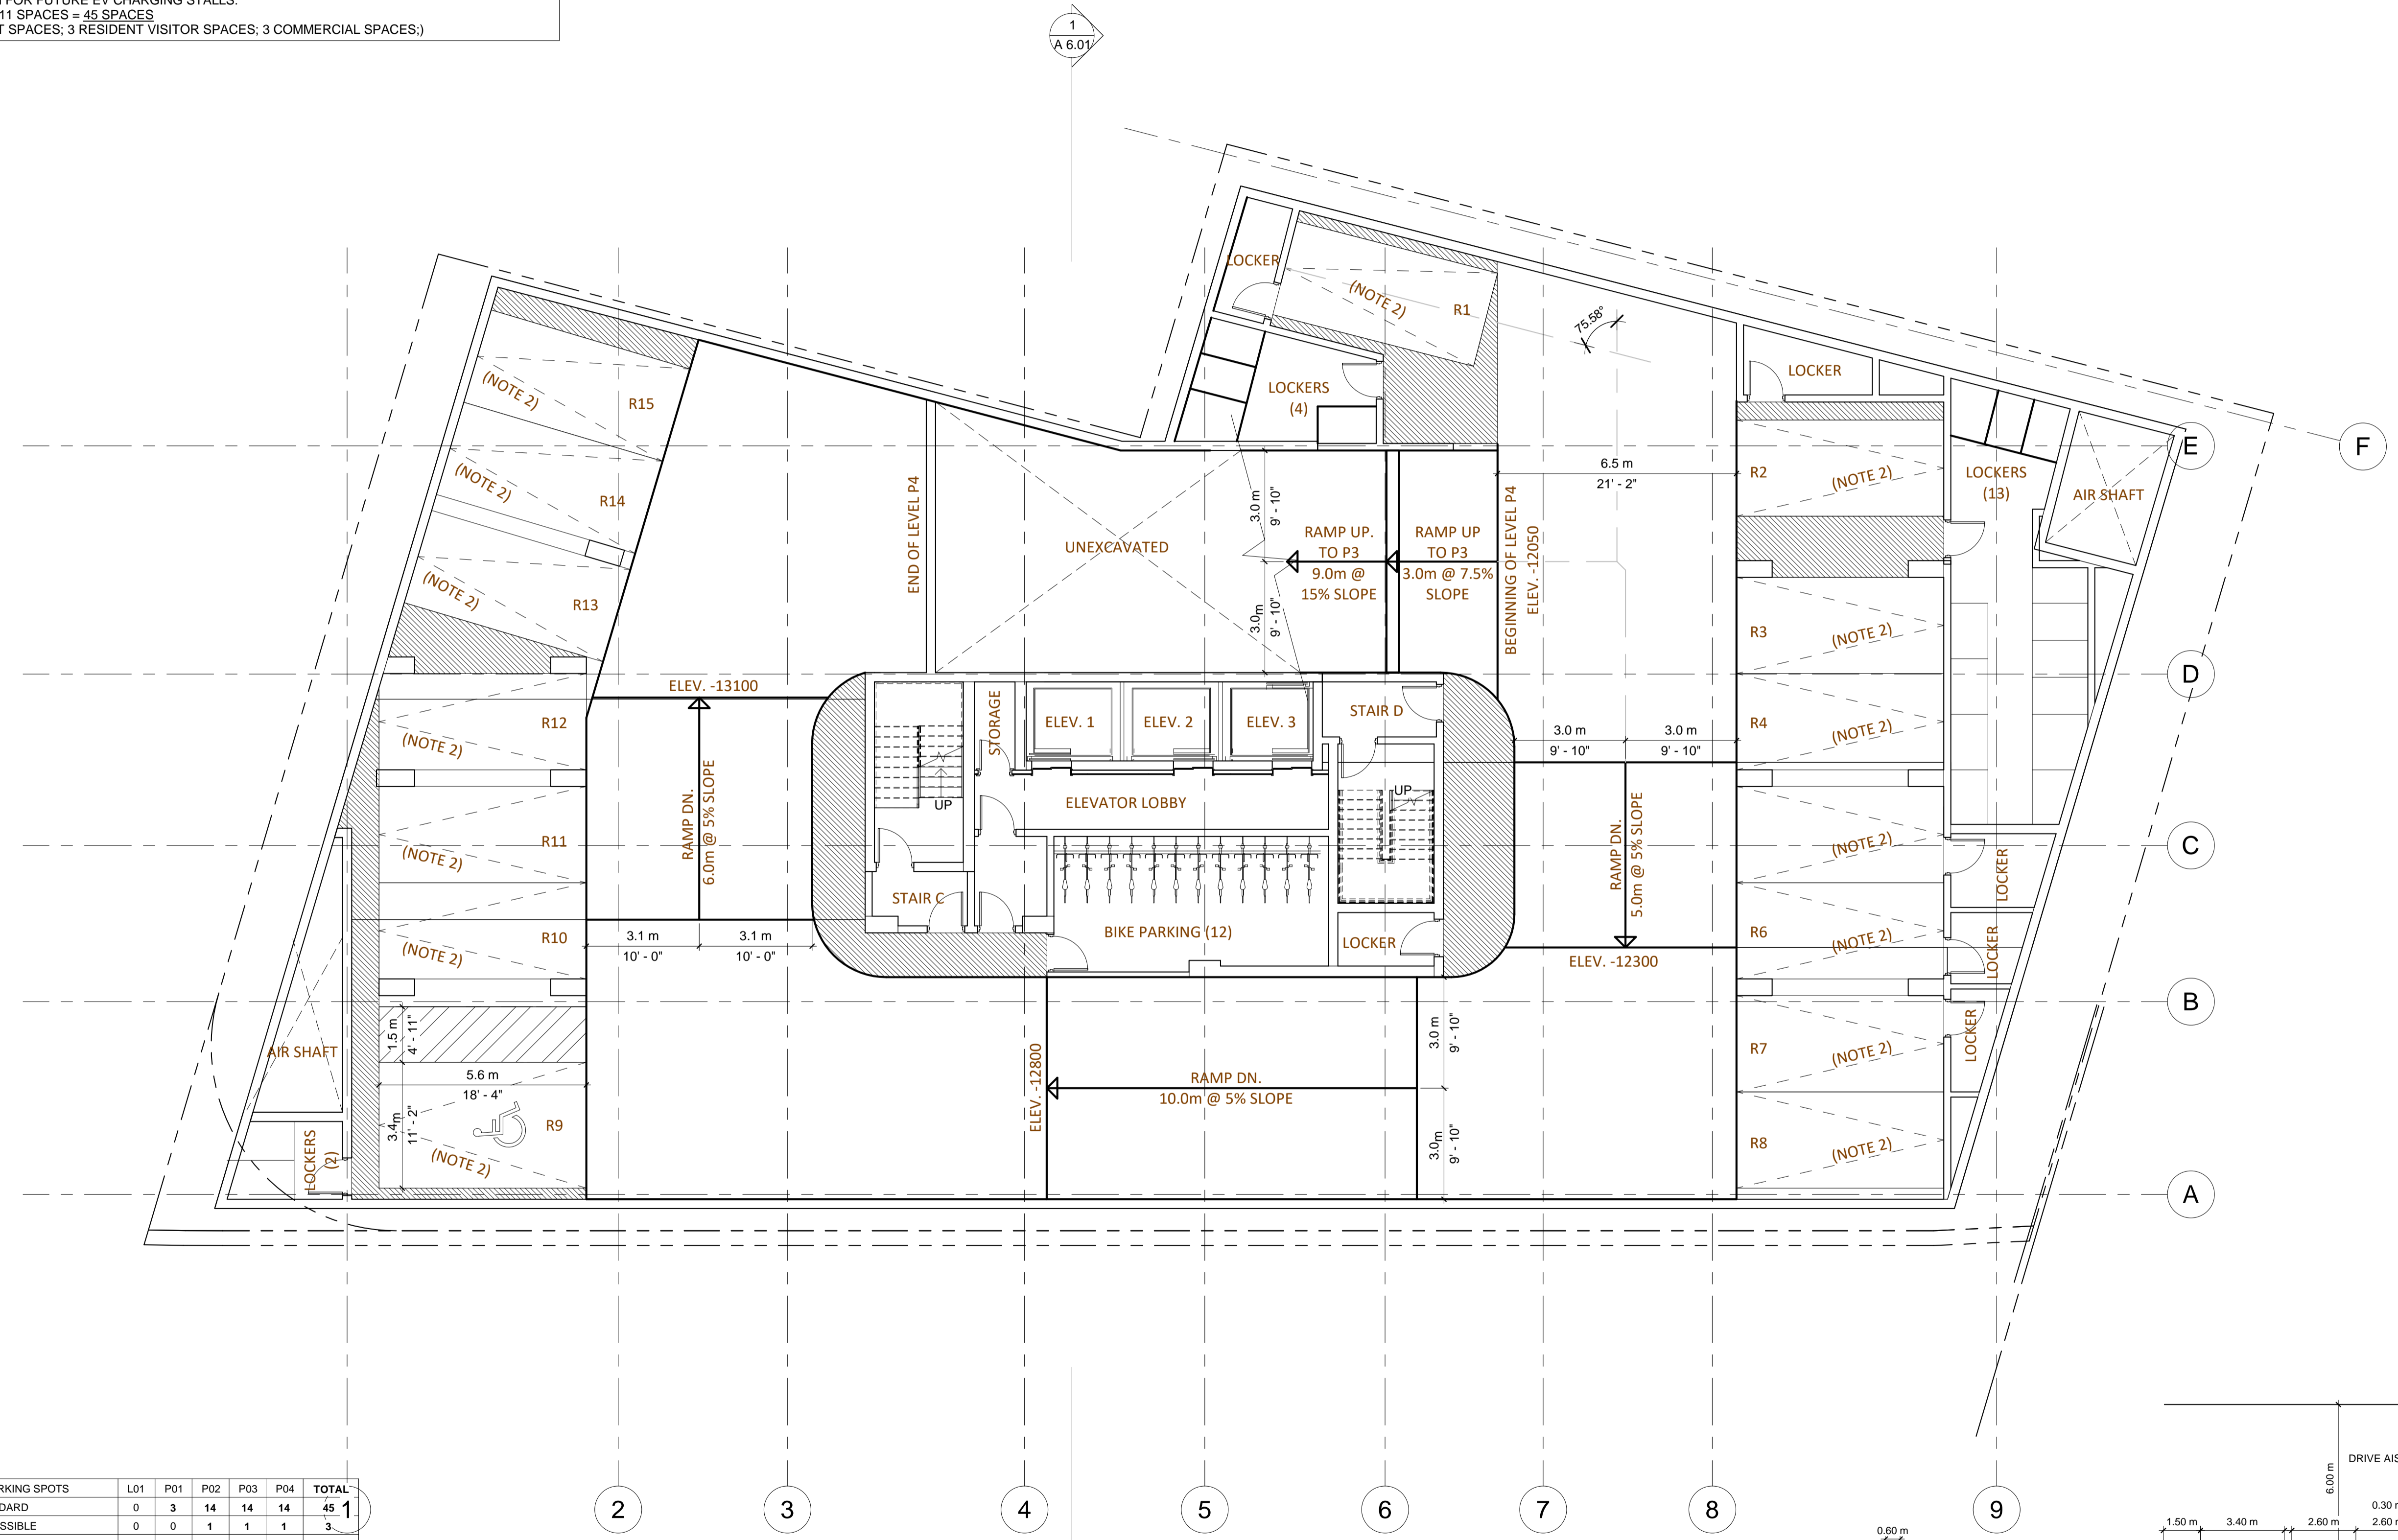 FOR FUTURE EV CHARGING STALLS.
11 SPACES = 45 SPACES
T SPACES; 3 RESIDENT VISITOR SPACES; 3 COMMERCIAL SPACES;)
1
A 6.01
LOCKER
(NOTE 2)
R1
75.58°
LOCKERS
(4)
LOCKER
(NOTE 2)
R15
(NOTE 2)
R14
(NOTE 2)
R13
END OF LEVEL P4
UNEXCAVATED
3.0 m
9' - 10"
3.0 m
9' - 10"
RAMP UP.
TO P3
9.0m @
15% SLOPE
RAMP UP
TO P3
3.0m @ 7.5%
SLOPE
BEGINNING OF LEVEL P4
ELEV. -12050
6.5 m
21' - 2"
R2
(NOTE 2)
LOCKERS
(13)
AIR SHAFT
E
F
R3
(NOTE 2)
D
R4
(NOTE 2)
ELEV. -13100
R12
(NOTE 2)
RAMP DN.
6.0m @ 5% SLOPE
STORAGE
ELEV. 1
ELEV. 2
ELEV. 3
STAIR D
3.0 m
9' - 10"
3.0 m
9' - 10"
UP
ELEVATOR LOBBY
UP
RAMP DN.
5.0m @ 5% SLOPE
R11
(NOTE 2)
(NOTE 2)
LOCKER
C
STAIR C
R10
(NOTE 2)
3.1 m
10' - 0"
3.1 m
10' - 0"
BIKE PARKING (12)
LOCKER
ELEV. -12300
R6
(NOTE 2)
LOCKER
B
AIR SHAFT
1.5 m
4' - 11"
5.6 m
18' - 4"
3.4m
11' - 2"
R9
(NOTE 2)
LOCKERS
(2)
ELEV. -12800
RAMP DN.
10.0m @ 5% SLOPE
3.0 m
9' - 10"
3.0m
9' - 10"
R7
(NOTE 2)
LOCKER
R8
(NOTE 2)
A
RKING SPOTS L01 P01 P02 P03 P04 TOTAL
DARD 0 3 14 14 14 45
SSIBLE 0 0 1 1 1 3
1
2
3
4
5
6
7
8
9
0.60 m
6.00 m
DRIVE AIS
0.30
1.50 m
3.40 m
2.60 m
2.60